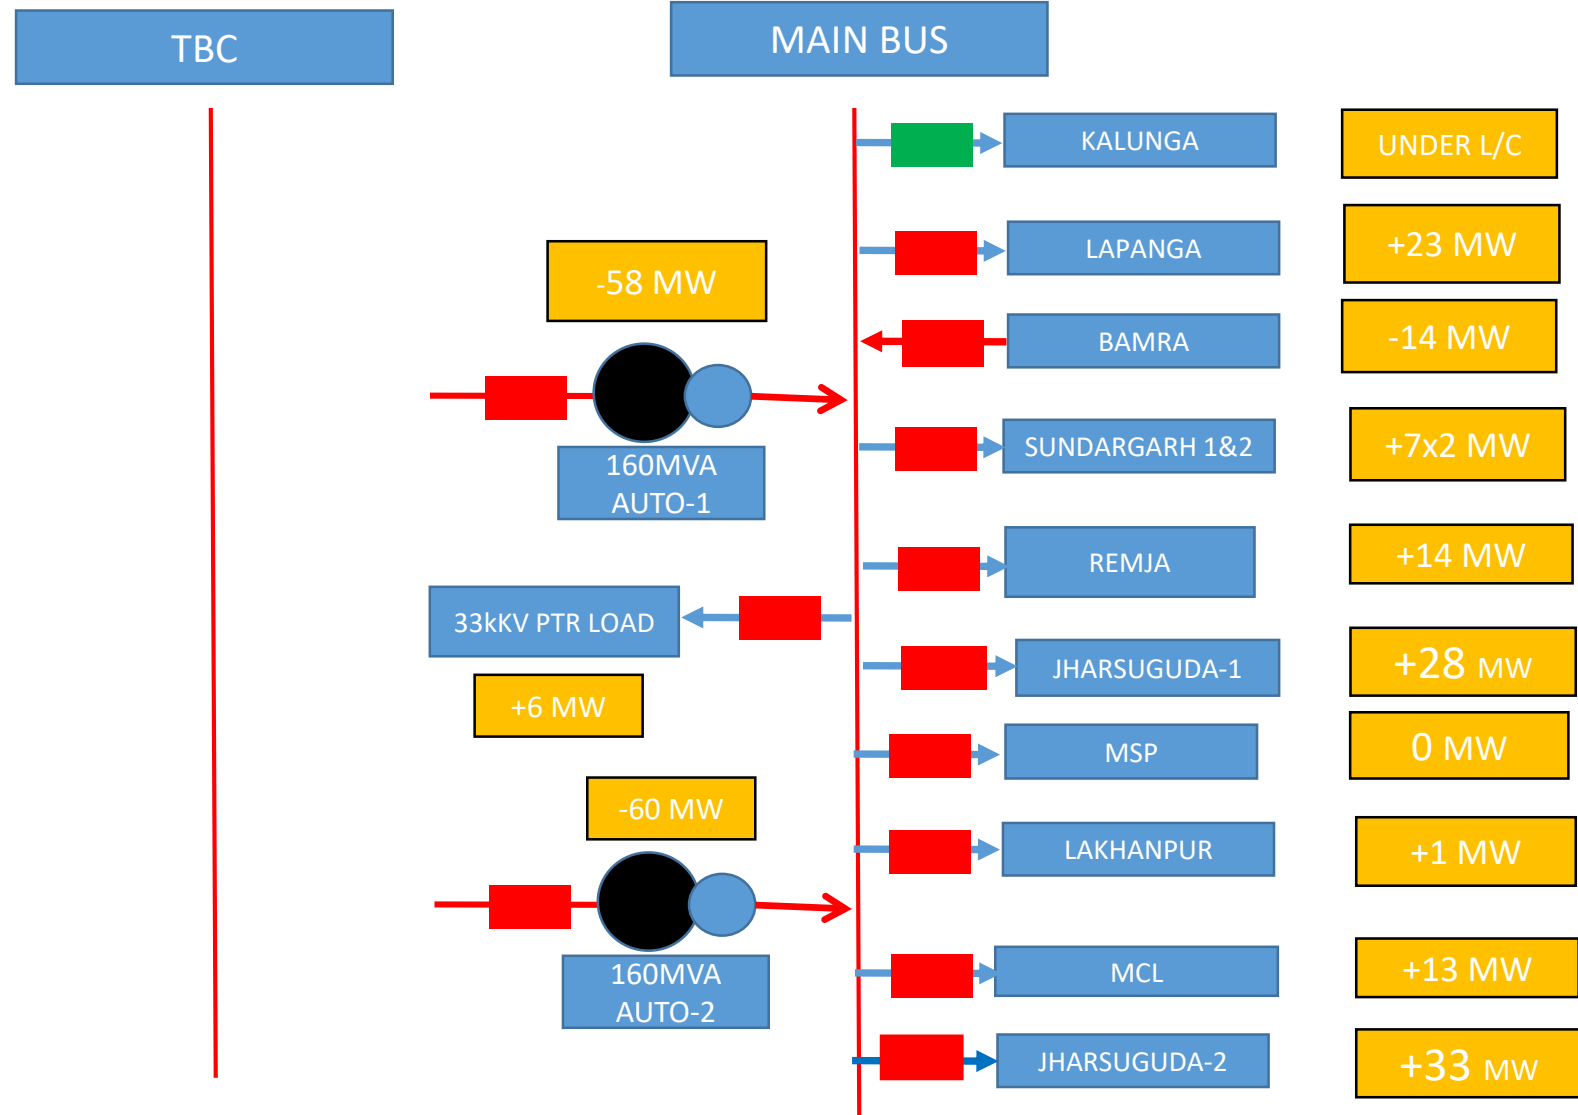 TBC
MAIN BUS
KALUNGA
UNDER L/C
LAPANGA
+23 MW
-58 MW
BAMRA
-14 MW
160MVA
AUTO-1
SUNDARGARH 1&2
+7x2 MW
REMJA
+14 MW
33kKV PTR LOAD
+6 MW
JHARSUGUDA-1
+28 MW
MSP
0 MW
-60 MW
LAKHANPUR
+1 MW
160MVA
AUTO-2
MCL
+13 MW
JHARSUGUDA-2
+33 MW